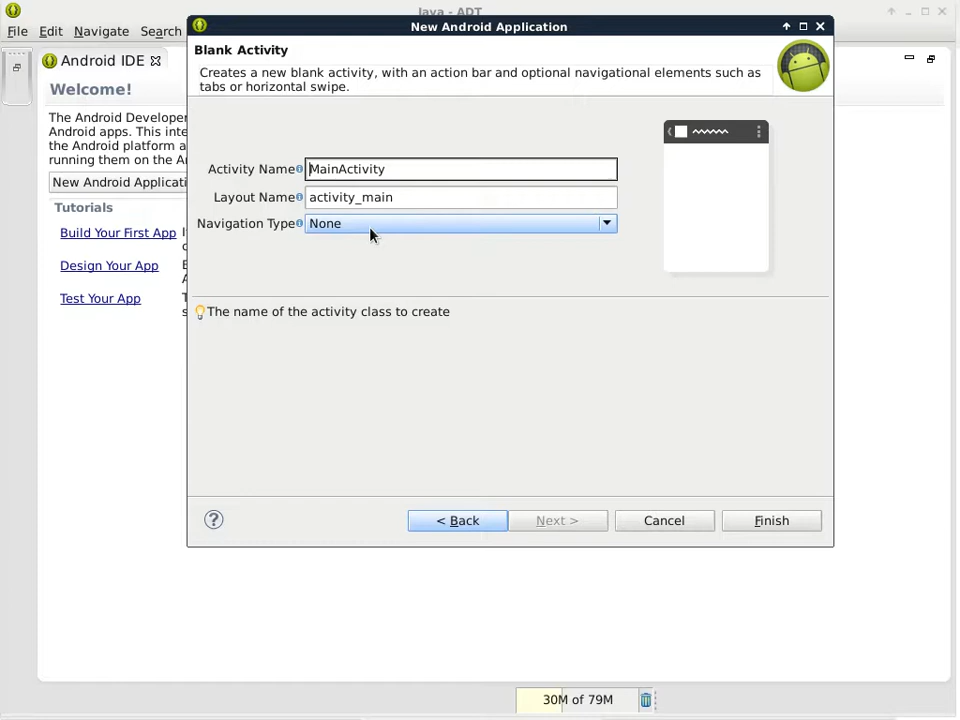 Java - ADT
New Android Application
File Edit Navigate Search
Android IDE
Blank Activity
Creates a new blank activity, with an action bar and optional navigational elements such as
tabs or horizontal swipe.
Welcome!
The Android Developer
Android apps. This inte
the Android platform a
running them on the A
New Android Applicati
Tutorials
Build Your First App
Design Your App
Test Your App
Activity Name MainActivity
Layout Name activity_main
Navigation Type None
The name of the activity class to create
< Back Next > Cancel Finish
30M of 79M